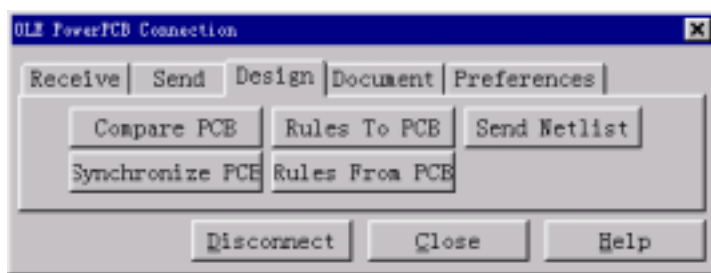 OLE PowerPCB Connection
Receive Send Design Document Preferences
Compare PCB Rules To PCB Send Netlist
Synchronize PCB Rules From PCB
Disconnect Close Help